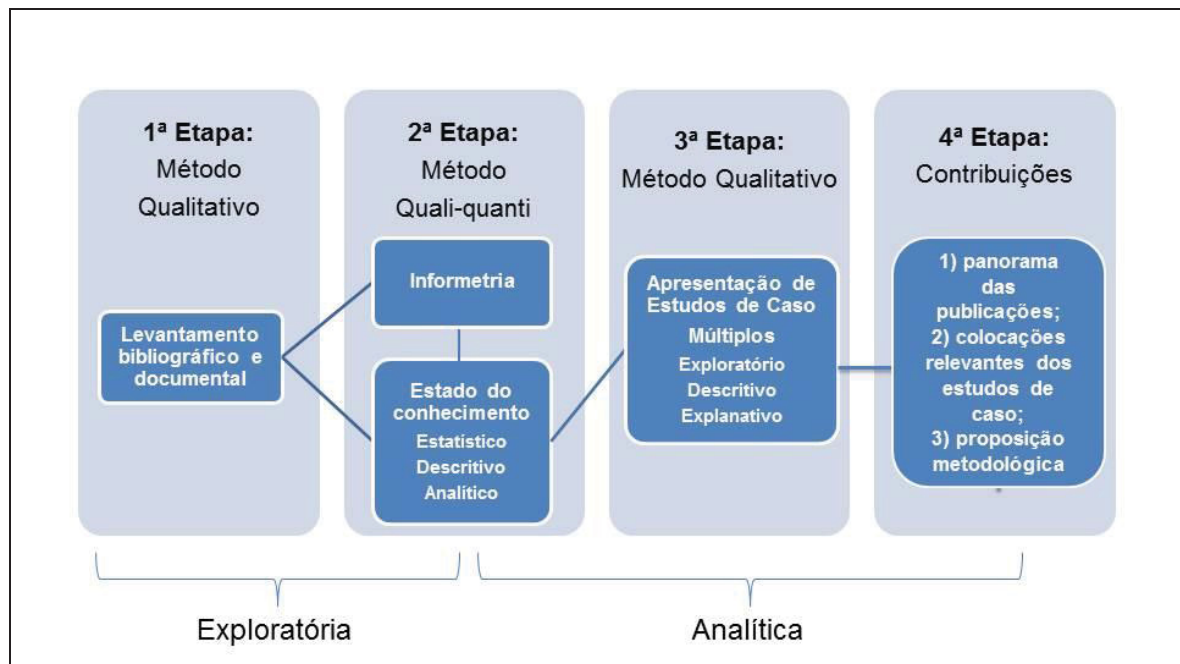 1ª Etapa:
Método
Qualitativo
Levantamento
bibliográfico e
documental
2ª Etapa:
Método
Quali-quanti
Informetria
Estado do
conhecimento
Estatístico
Descritivo
Analítico
3ª Etapa:
Método Qualitativo
Apresentação de
Estudos de Caso
Múltiplos
Exploratório
Descritivo
Explanativo
4ª Etapa:
Contribuições
1) panorama
das
publicações;
2) colocações
relevantes dos
estudos de
caso;
3) proposição
metodológica
Exploratória
Analítica